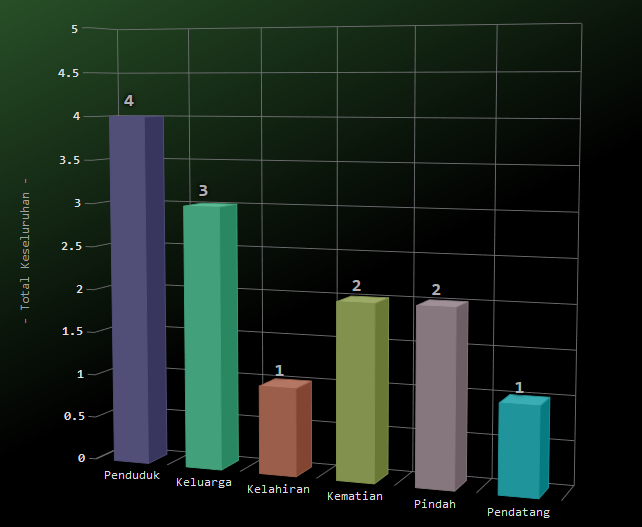 5
4.5
4
3.5
3
2.5
2
1.5
1
0.5
0
- Total Keseluruhan -
4
3
1
2
2
1
Penduduk
Keluarga
Kelahiran
Kematian
Pindah
Pendatang